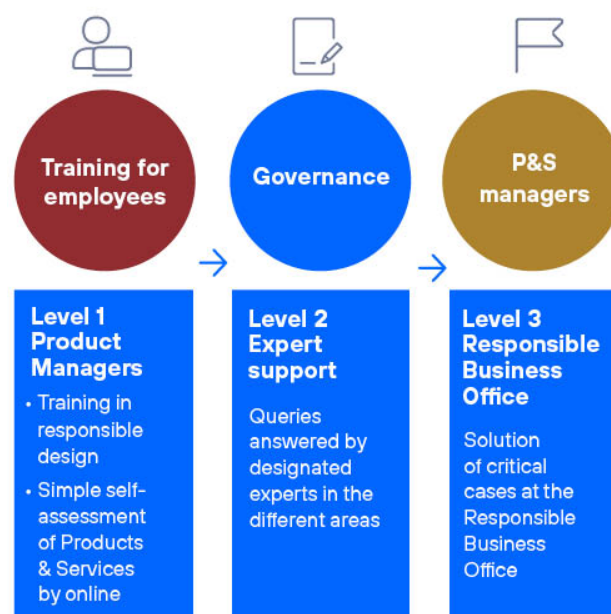 Training for
employees
Governance
P&S
managers
Level 1
Product
Managers
• Training in
responsible
design
• Simple self-
assessment
of Products
& Services
by online
Level 2
Expert
support
Queries
answered by
designated
experts in the
different areas
Level 3
Responsible
Business
Office
Solution
of critical
cases at the
Responsible
Business
Office